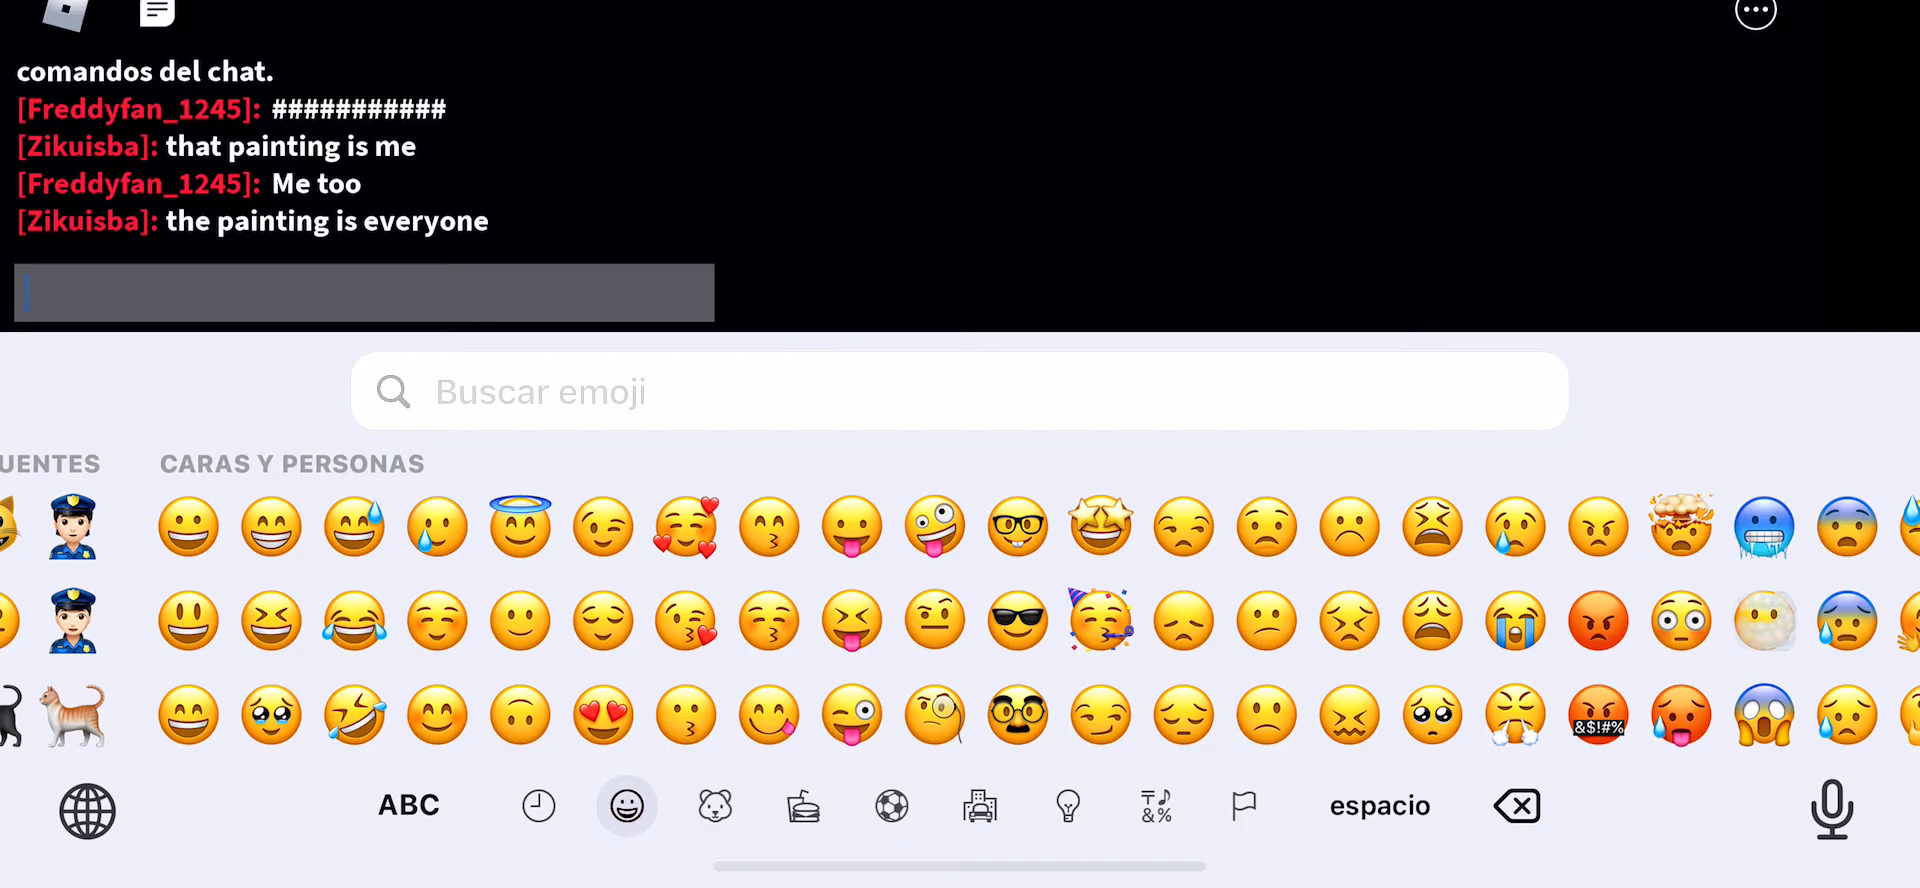 comandos del chat.
[Freddyfan_1245]: ###########
[Zikuisba]: that painting is me
[Freddyfan_1245]: Me too
[Zikuisba]: the painting is everyone
Buscar emoji
UENTES CARAS Y PERSONAS
&$!#%
ABC T♪&% espacio